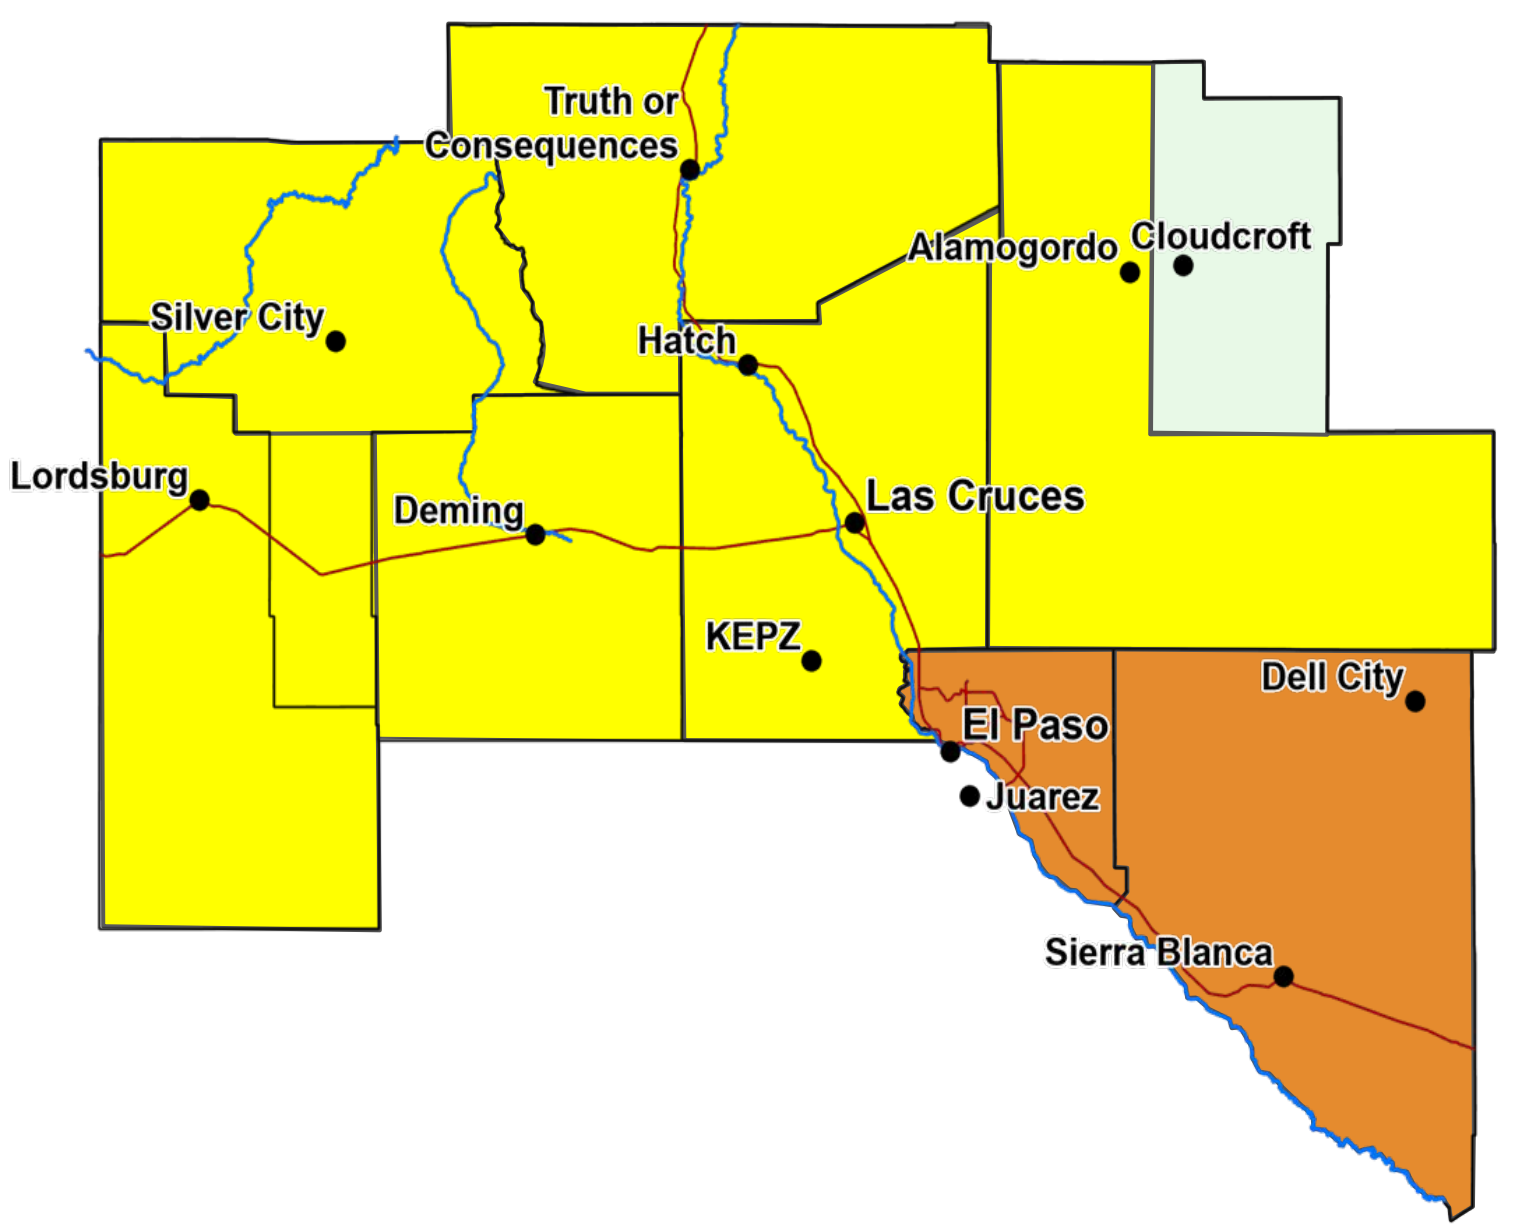 Truth or
Consequences
Cloudcroft
Alamogordo
Silver City
Hatch
Lordsburg
Las Cruces
Deming
KEPZ
Dell City
El Paso
Juarez
Sierra Blanca